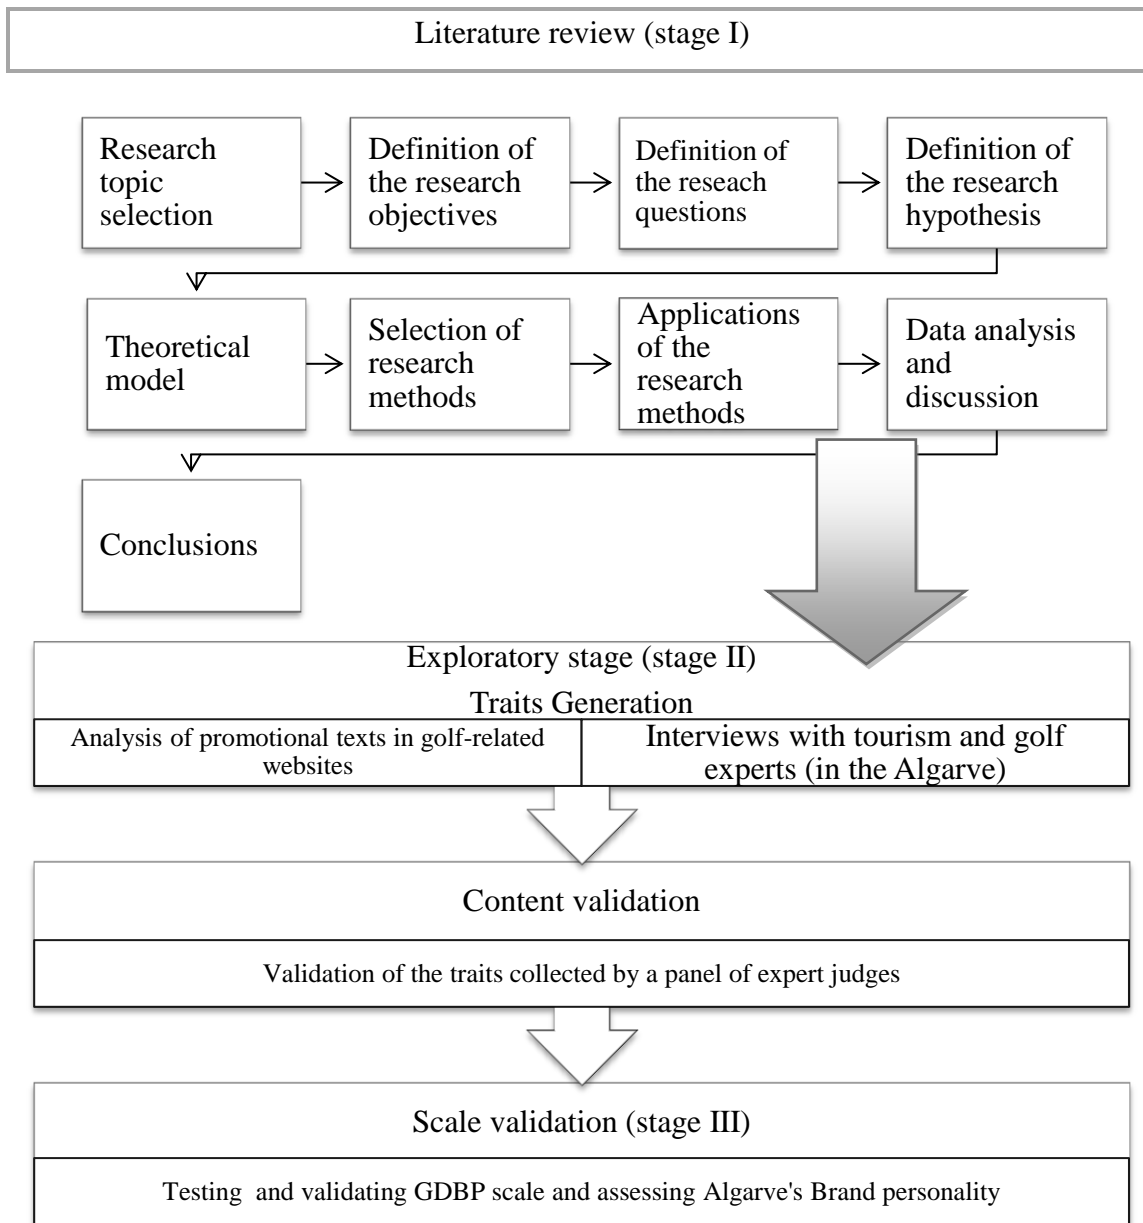 Literature review (stage I)
Research
topic
selection
Definition of
the research
objectives
Definition of
the reseach
questions
Definition of
the research
hypothesis
Theoretical
model
Selection of
research
methods
Applications
of the
research
methods
Data analysis
and
discussion
Conclusions
Exploratory stage (stage II)
Traits Generation
Analysis of promotional texts in golf-related
websites
Interviews with tourism and golf
experts (in the Algarve)
Content validation
Validation of the traits collected by a panel of expert judges
Scale validation (stage III)
Testing and validating GDBP scale and assessing Algarve's Brand personality